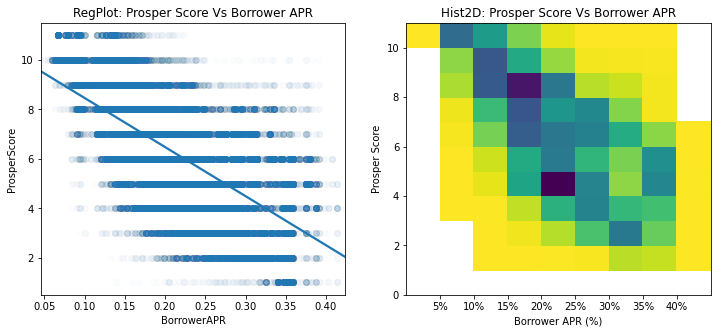 RegPlot: Prosper Score Vs Borrower APR
ProsperScore
10
8
6
4
2
0.05 0.10 0.15 0.20 0.25 0.30 0.35 0.40
BorrowerAPR
Hist2D: Prosper Score Vs Borrower APR
Prosper Score
10
8
6
4
2
0
5% 10% 15% 20% 25% 30% 35% 40%
Borrower APR (%)